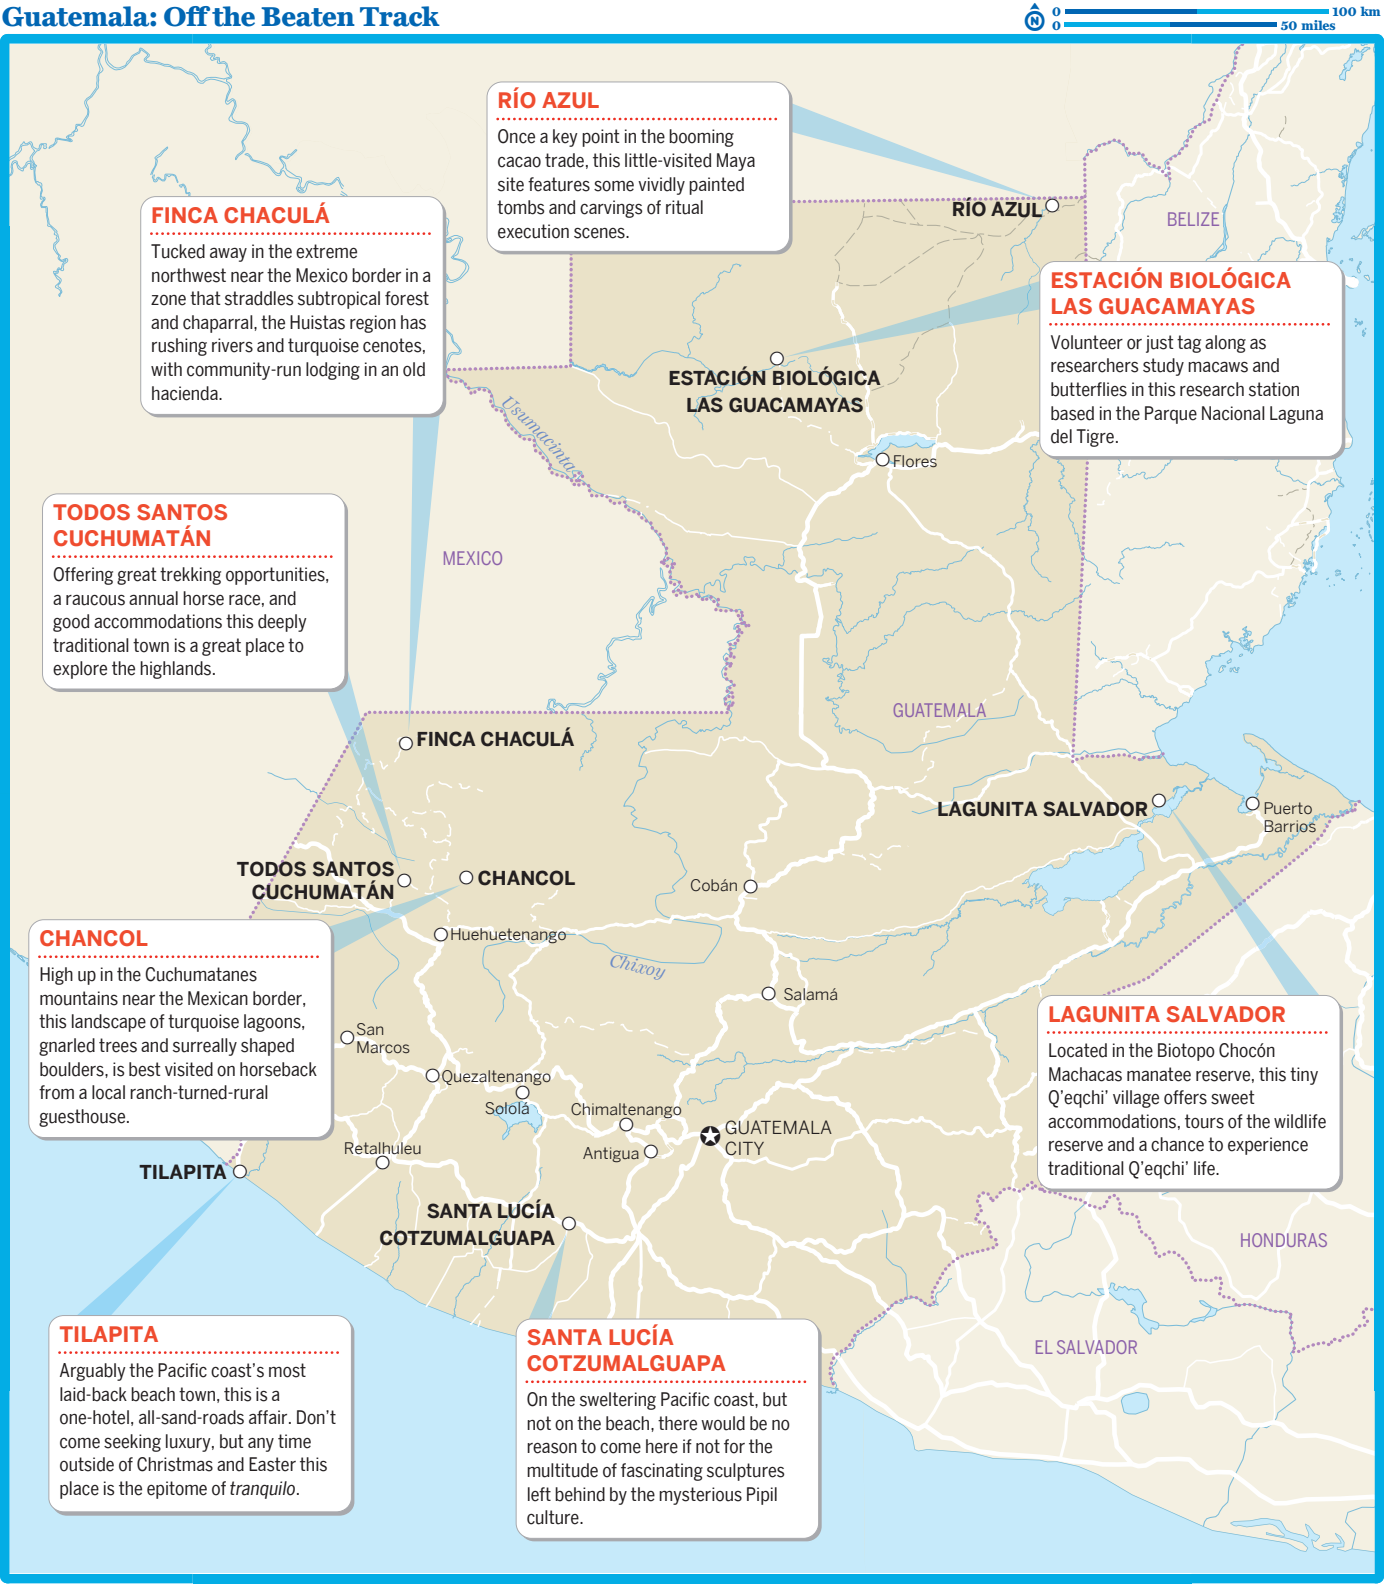 Guatemala: Off the Beaten Track
N
0
100 km
0
50 miles
RÍO AZUL
Once a key point in the booming
cacao trade, this little-visited Maya
site features some vividly painted
tombs and carvings of ritual
execution scenes.
FINCA CHACULÁ
Tucked away in the extreme
northwest near the Mexico border in a
zone that straddles subtropical forest
and chaparral, the Huistas region has
rushing rivers and turquoise cenotes,
with community-run lodging in an old
hacienda.
RÍO AZUL
BELIZE
ESTACIÓN BIOLÓGICA
LAS GUACAMAYAS
Volunteer or just tag along as
researchers study macaws and
butterflies in this research station
based in the Parque Nacional Laguna
del Tigre.
ESTACIÓN BIOLÓGICA
LAS GUACAMAYAS
Usumacinta
Flores
TODOS SANTOS
CUCHUMATÁN
Offering great trekking opportunities,
a raucous annual horse race, and
good accommodations this deeply
traditional town is a great place to
explore the highlands.
MEXICO
GUATEMALA
FINCA CHACULÁ
LAGUNITA SALVADOR
Puerto
Barrios
TODOS SANTOS
CUCHUMATÁN
CHANCOL
Cobán
CHANCOL
High up in the Cuchumatanes
mountains near the Mexican border,
this landscape of turquoise lagoons,
gnarled trees and surreally shaped
boulders, is best visited on horseback
from a local ranch-turned-rural
guesthouse.
Huehuetenango
Chixoy
Salamá
LAGUNITA SALVADOR
Located in the Biotopo Chocón
Machacas manatee reserve, this tiny
Q'eqchi' village offers sweet
accommodations, tours of the wildlife
reserve and a chance to experience
traditional Q'eqchi' life.
San
Marcos
Quezaltenango
Sololá
Chimaltenango
GUATEMALA
CITY
Antigua
Retalhuleu
TILAPITA
SANTA LUCÍA
COTZUMALGUAPA
HONDURAS
EL SALVADOR
TILAPITA
Arguably the Pacific coast's most
laid-back beach town, this is a
one-hotel, all-sand-roads affair. Don't
come seeking luxury, but any time
outside of Christmas and Easter this
place is the epitome of tranquilo.
SANTA LUCÍA
COTZUMALGUAPA
On the sweltering Pacific coast, but
not on the beach, there would be no
reason to come here if not for the
multitude of fascinating sculptures
left behind by the mysterious Pipil
culture.